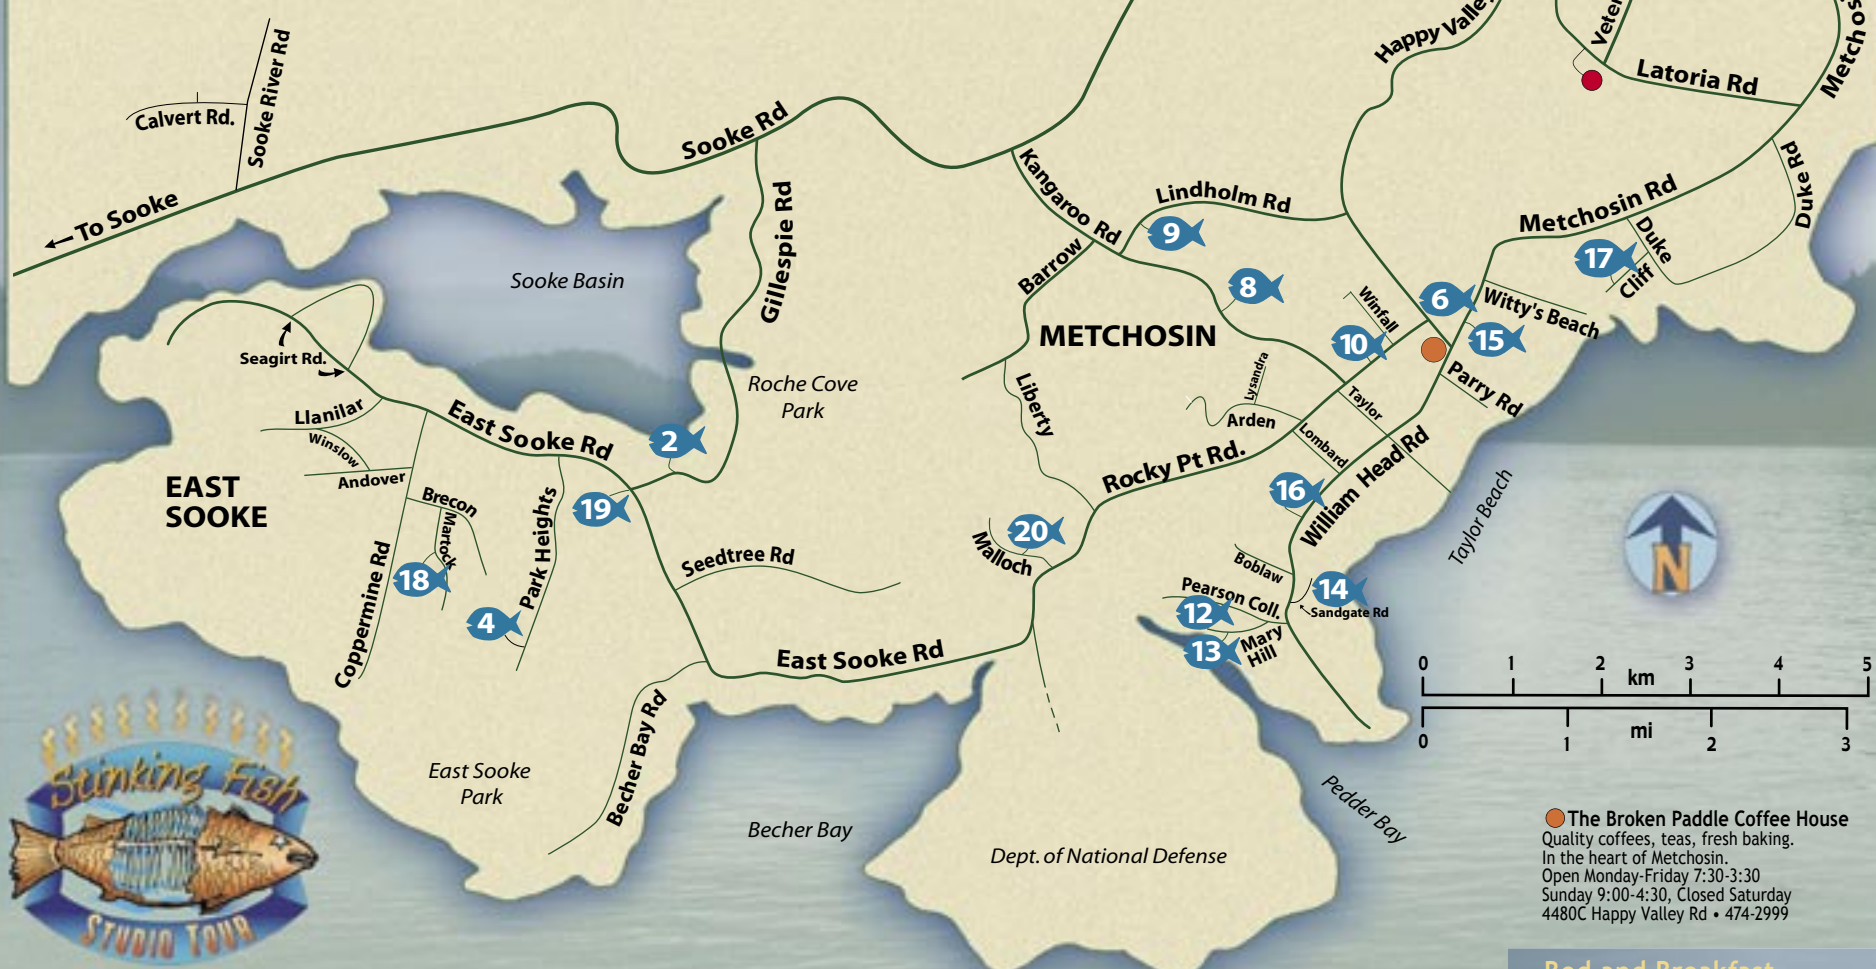 Happy Valley
Veter
Metchos
Latoria Rd
Sooke River Rd
Calvert Rd.
Sooke Rd
Duke Rd
Kangaroo Rd
Lindholm Rd
Metchosin Rd
To Sooke
Gillespie Rd
9
Duke
17
Cliff
Barrow
Sooke Basin
8
6
Witty's Beach
Winfall
METCHOSIN
10
15
Seagirt Rd.
Roche Cove
Park
Lysandra
Liberty
Parry Rd
Llanilar
East Sooke Rd
Taylor
Arden
2
Winslow
Lombard
Andover
Rocky Pt Rd.
William Head Rd
EAST
SOOKE
Brecon
Martock
Park Heights
19
16
Taylor Beach
N
20
Malloch
Seedtree Rd
Coppermine Rd
18
Boblaw
14
Pearson Coll.
12
Sandgate Rd
4
13
Mary
Hill
East Sooke Rd
0 1 2 3 4 5
km
mi
0 1 2 3
Becher Bay Rd
Stinking Fish
Studio Tour
East Sooke
Park
Becher Bay
Pedder Bay
Dept. of National Defense
The Broken Paddle Coffee House
Quality coffees, teas, fresh baking.
In the heart of Metchosin.
Open Monday-Friday 7:30-3:30
Sunday 9:00-4:30, Closed Saturday
4480C Happy Valley Rd • 474-2999
Bed and Breakfast